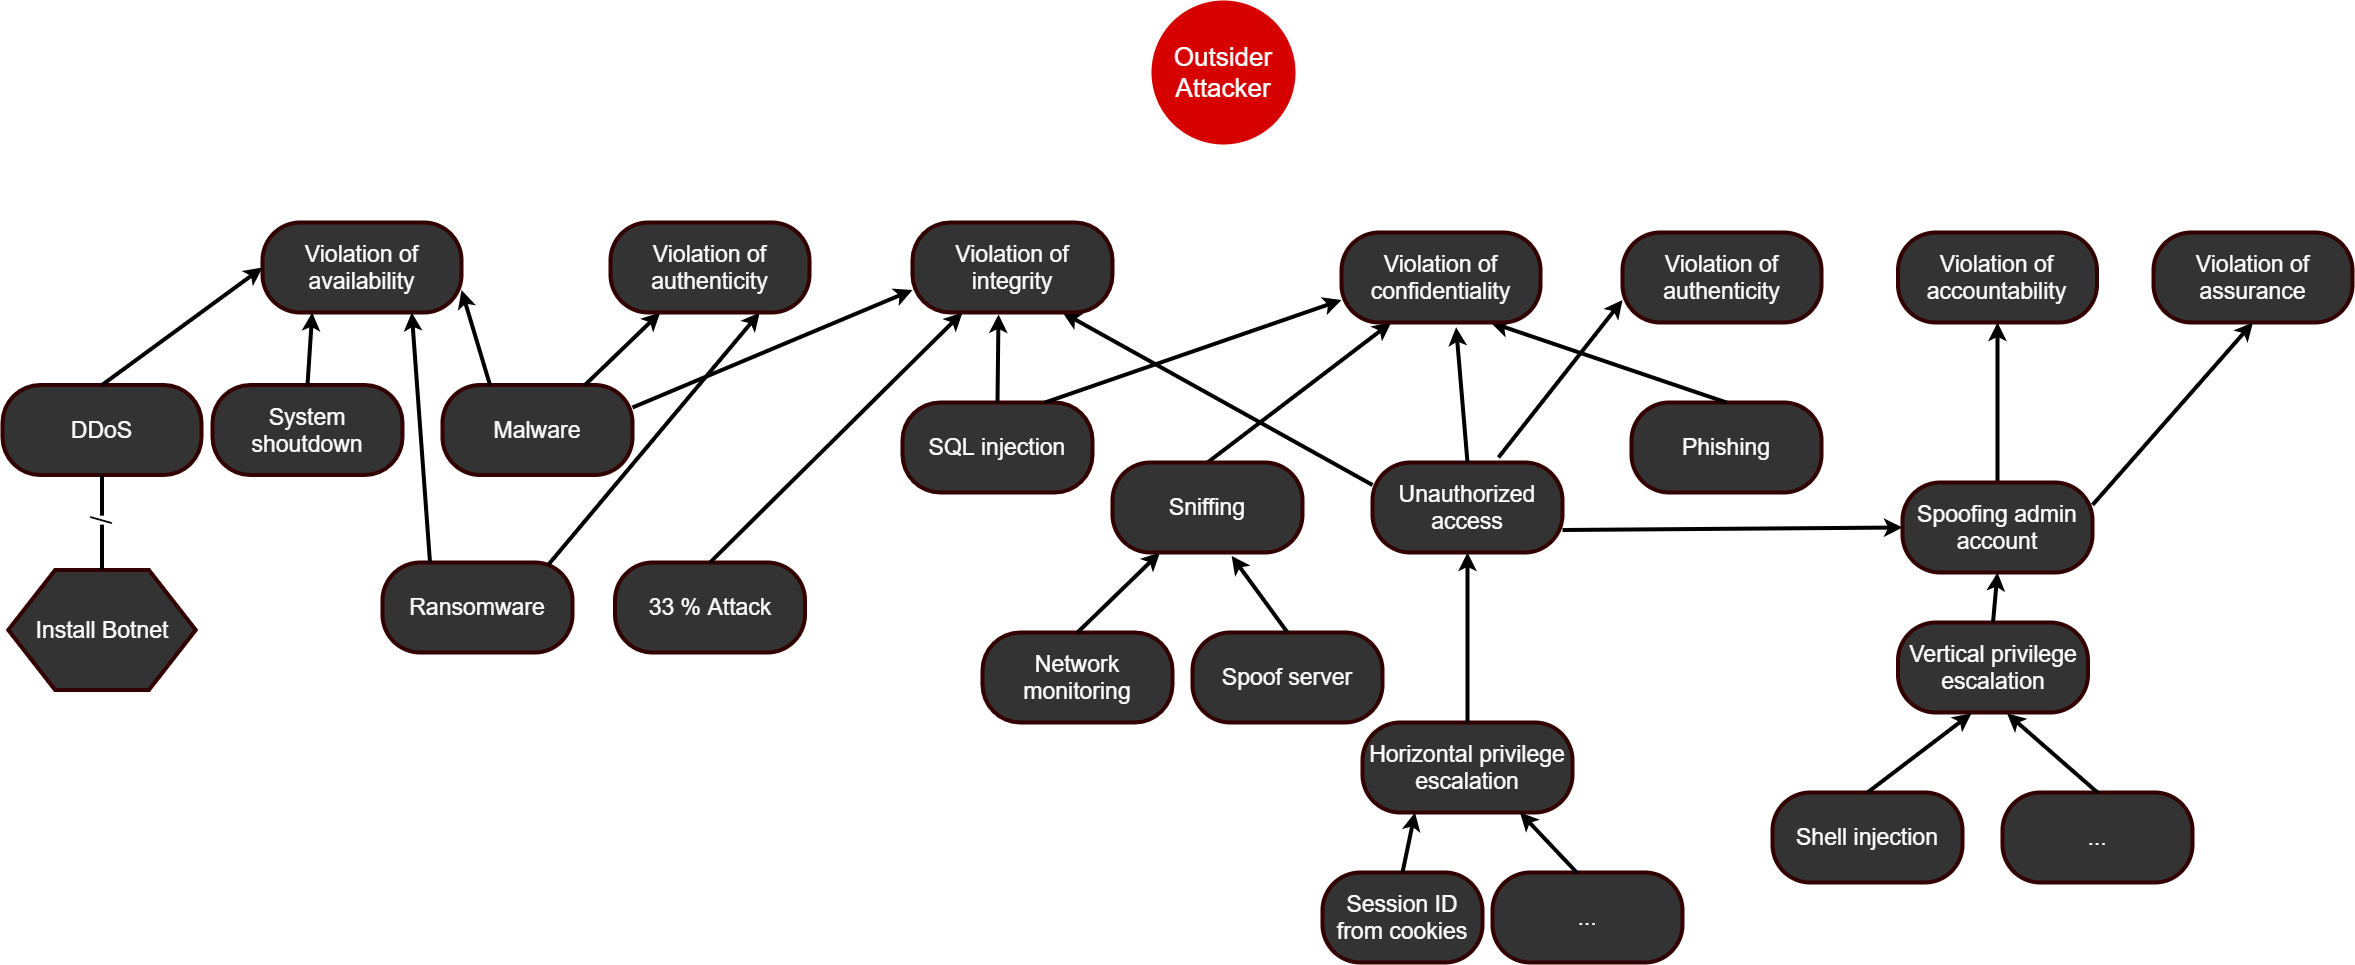 Outsider
Attacker
Violation of
availability
Violation of
authenticity
Violation of
integrity
Violation of
confidentiality
Violation of
authenticity
Violation of
accountability
Violation of
assurance
DDoS
System
shoutdown
Malware
SQL injection
Phishing
Sniffing
Unauthorized
access
Spoofing admin
account
Install Botnet
Ransomware
33 % Attack
Network
monitoring
Spoof server
Vertical privilege
escalation
Horizontal privilege
escalation
Shell injection
...
Session ID
from cookies
...